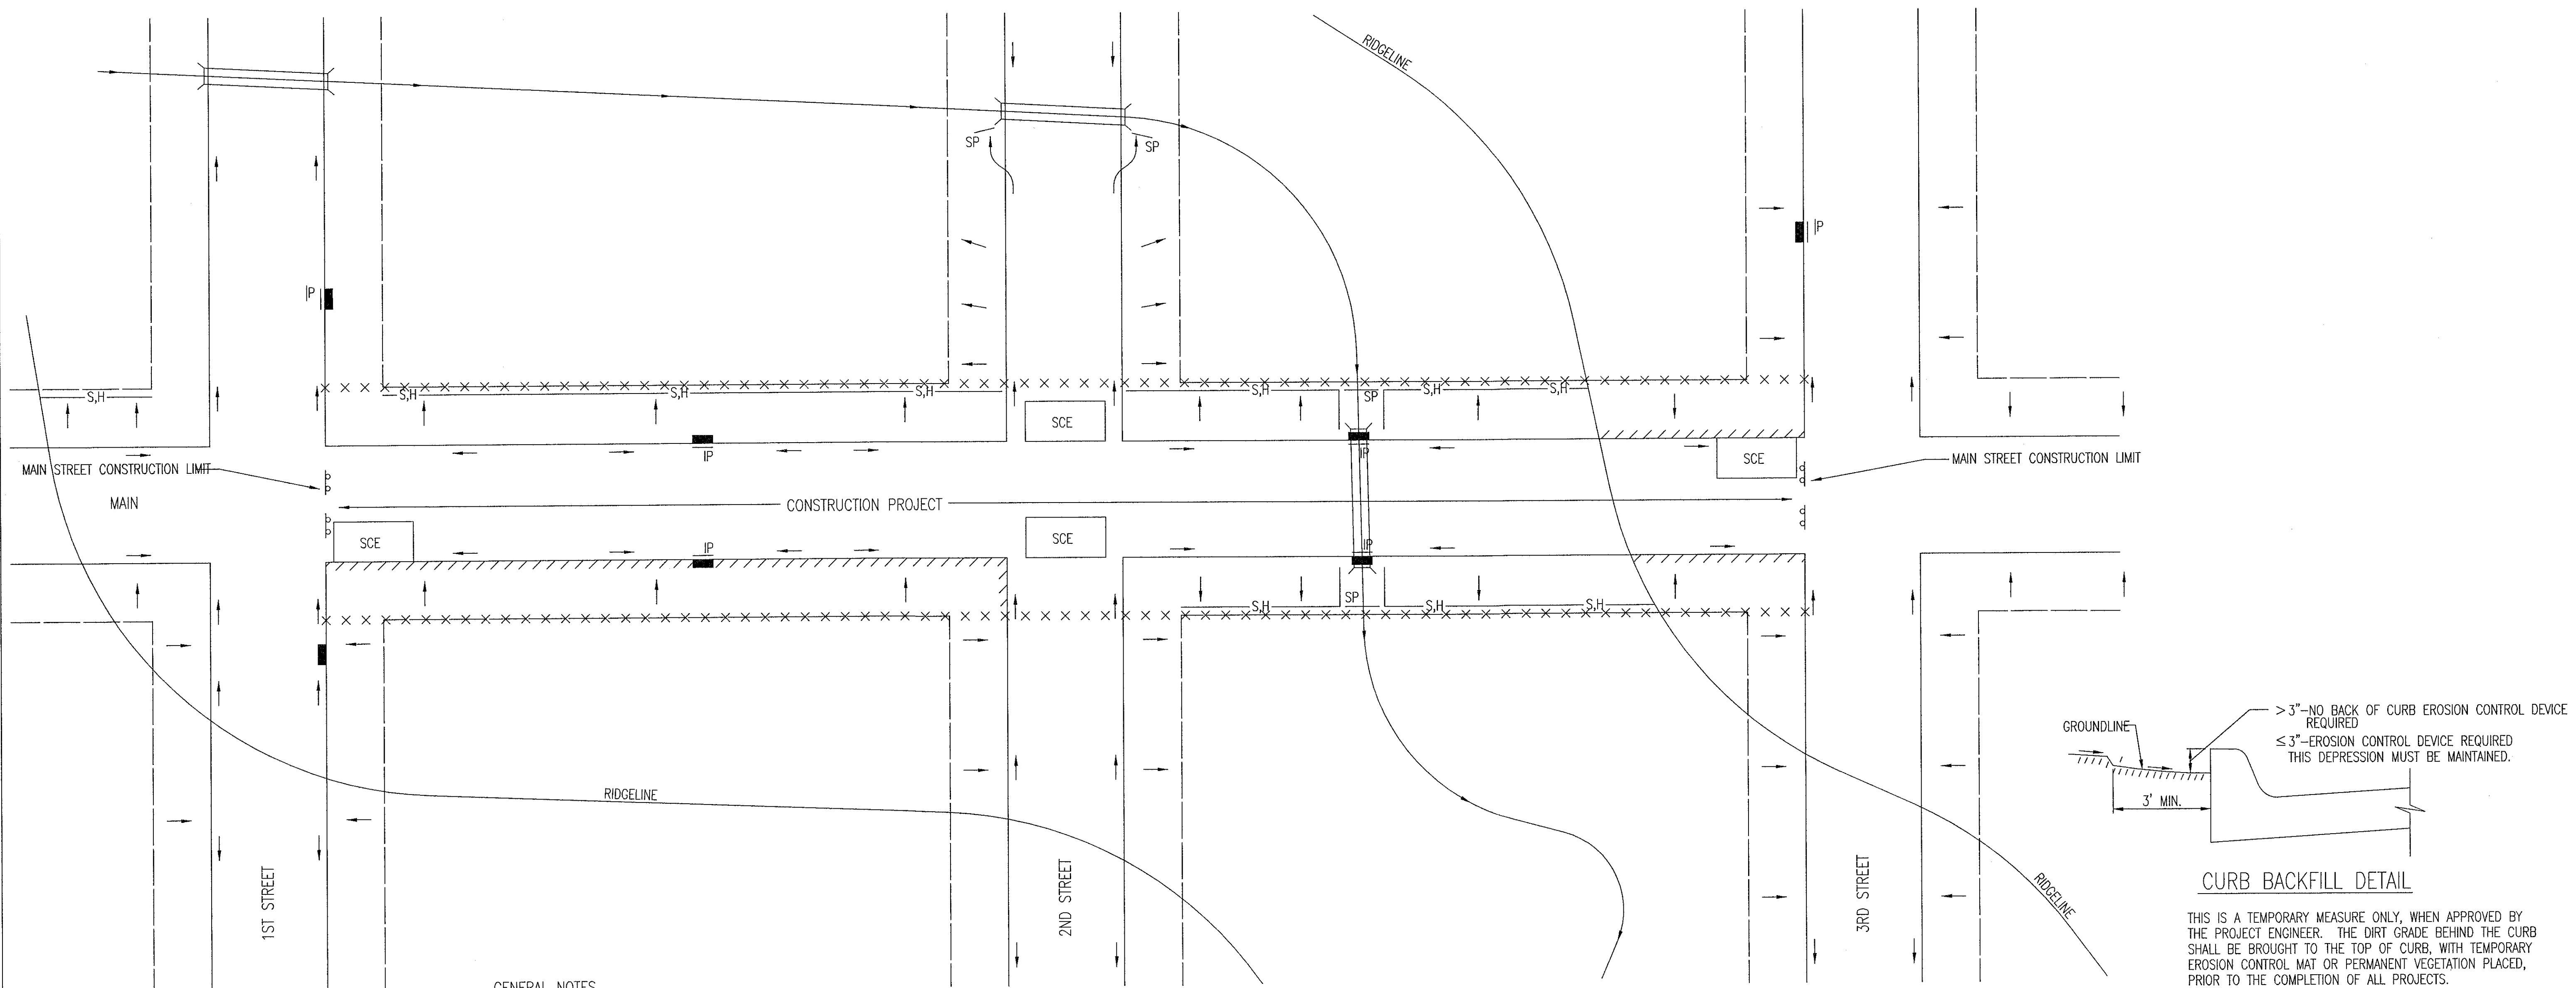 RIDGELINE
SP
SP
IP
IP
S,H
S,H
S,H
S,H
S,H
SP
S,H
S,H
SCE
IP
IP
SCE
MAIN STREET CONSTRUCTION LIMIT
MAIN STREET CONSTRUCTION LIMIT
MAIN
CONSTRUCTION PROJECT
SCE
SCE
IP
IP
S,H
SP
S,H
S,H
RIDGELINE
1ST STREET
2ND STREET
3RD STREET
RIDGELINE
GROUNDLINE
>3"-NO BACK OF CURB EROSION CONTROL DEVICE
REQUIRED
≤3"-EROSION CONTROL DEVICE REQUIRED
THIS DEPRESSION MUST BE MAINTAINED.
3' MIN.
CURB BACKFILL DETAIL
THIS IS A TEMPORARY MEASURE ONLY, WHEN APPROVED BY
THE PROJECT ENGINEER. THE DIRT GRADE BEHIND THE CURB
SHALL BE BROUGHT TO THE TOP OF CURB, WITH TEMPORARY
EROSION CONTROL MAT OR PERMANENT VEGETATION PLACED,
PRIOR TO THE COMPLETION OF ALL PROJECTS.
GENERAL NOTES